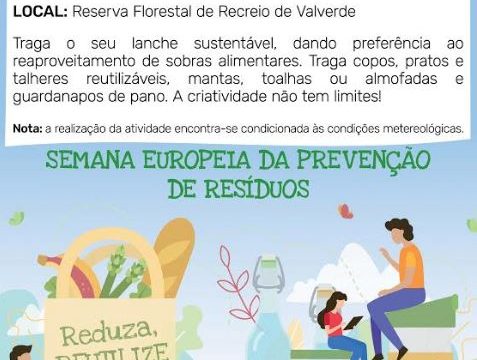 LOCAL: Reserva Florestal de Recreio de Valverde
Traga o seu lanche sustentável, dando preferência ao
reaproveitamento de sobras alimentares. Traga copos, pratos e
talheres reutilizáveis, mantas, toalhas ou almofadas e
guardanapos de pano. A criatividade não tem limites!
Nota: a realização da atividade encontra-se condicionada às condições metereológicas.
SEMANA EUROPEIA DA PREVENÇÃO
DE RESÍDUOS
Reduza,
REUTILIZE